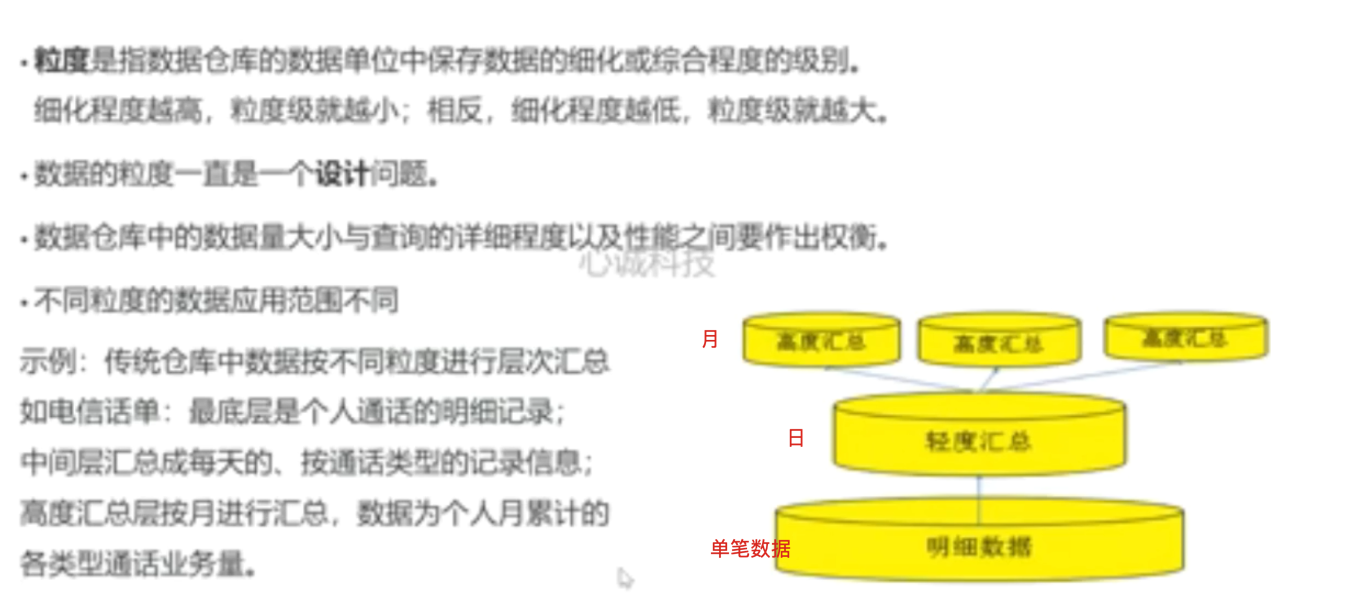 • 粒度是指数据仓库的数据单位中保存数据的细化或综合程度的级别。
细化程度越高，粒度级就越小；相反，细化程度越低，粒度级就越大。
• 数据的粒度一直是一个设计问题。
• 数据仓库中的数据量大小与查询的详细程度以及性能之间要作出权衡。
心诚科技
• 不同粒度的数据应用范围不同
示例：传统仓库中数据按不同粒度进行层次汇总
如电信话单：最底层是个人通话的明细记录；
中间层汇总成每天的、按通话类型的记录信息；
高度汇总层按月进行汇总，数据为个人月累计的
各类型通话业务量。
月
高度汇总
高度汇总
高度汇总
日
轻度汇总
单笔数据
明细数据